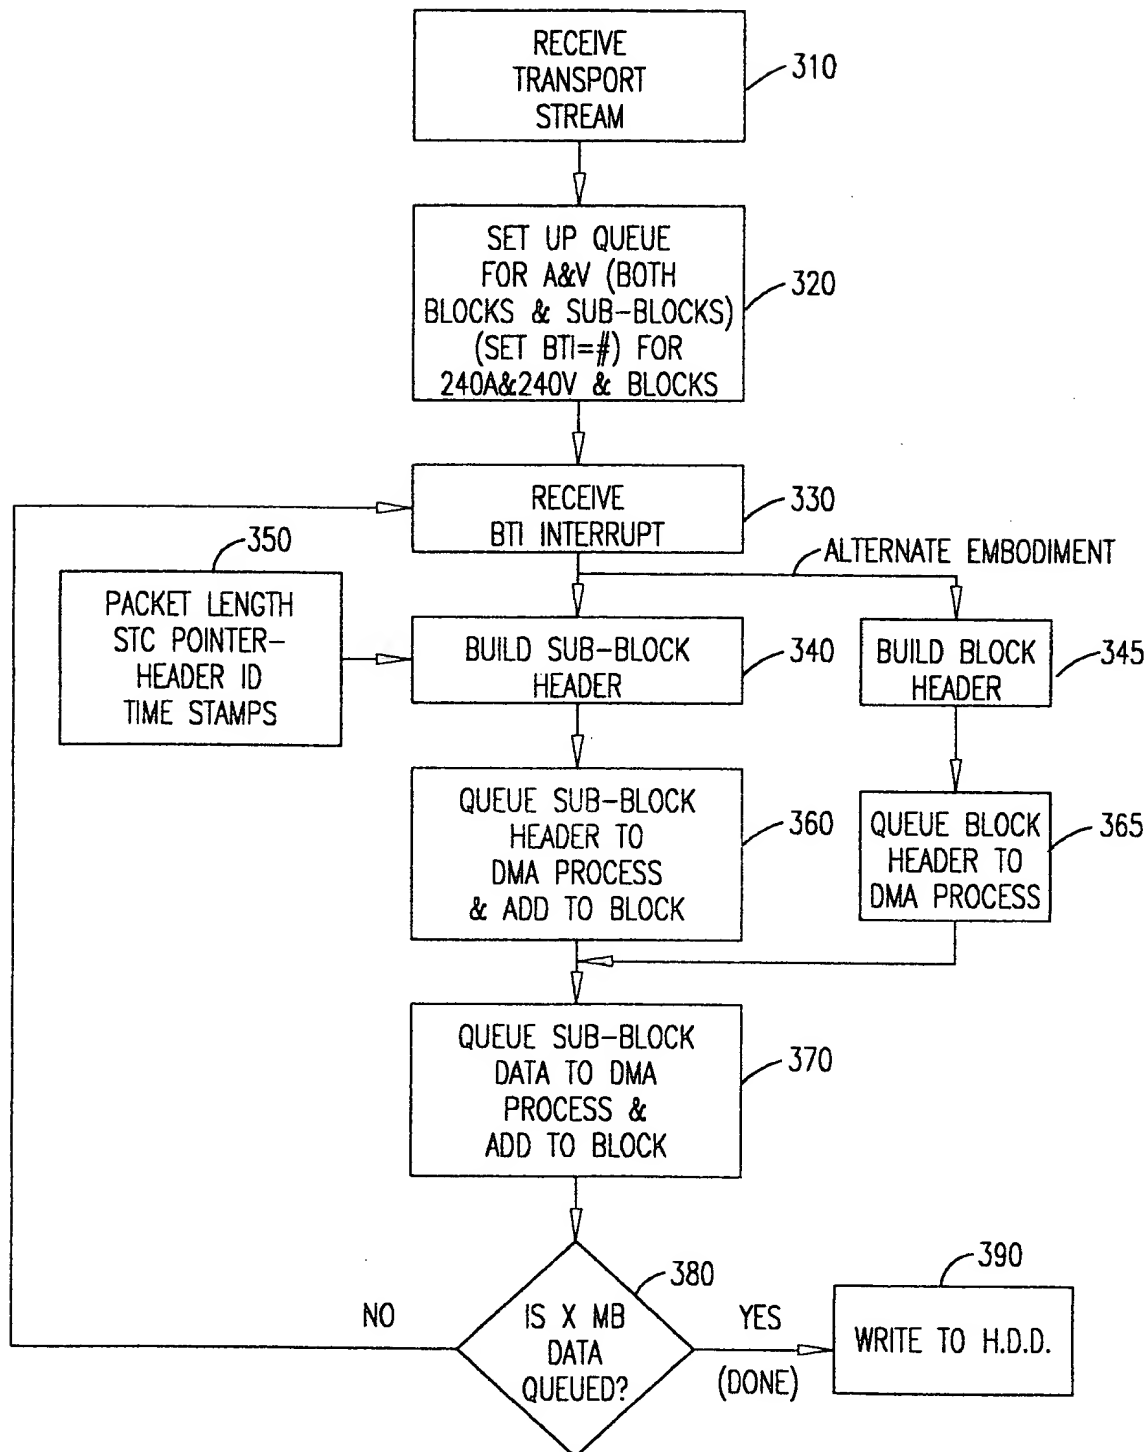 RECEIVE
TRANSPORT
STREAM
310
SET UP QUEUE
FOR A&V (BOTH
BLOCKS & SUB-BLOCKS)
(SET BTI=#) FOR
240A&240V & BLOCKS
320
RECEIVE
BTI INTERRUPT
330
ALTERNATE EMBODIMENT
350
PACKET LENGTH
STC POINTER-
HEADER ID
TIME STAMPS
BUILD SUB-BLOCK
HEADER
340
BUILD BLOCK
HEADER
345
QUEUE SUB-BLOCK
HEADER TO
DMA PROCESS
& ADD TO BLOCK
360
QUEUE BLOCK
HEADER TO
DMA PROCESS
365
QUEUE SUB-BLOCK
DATA TO DMA
PROCESS &
ADD TO BLOCK
370
IS X MB
DATA
QUEUED?
380
NO
YES
(DONE)
390
WRITE TO H.D.D.